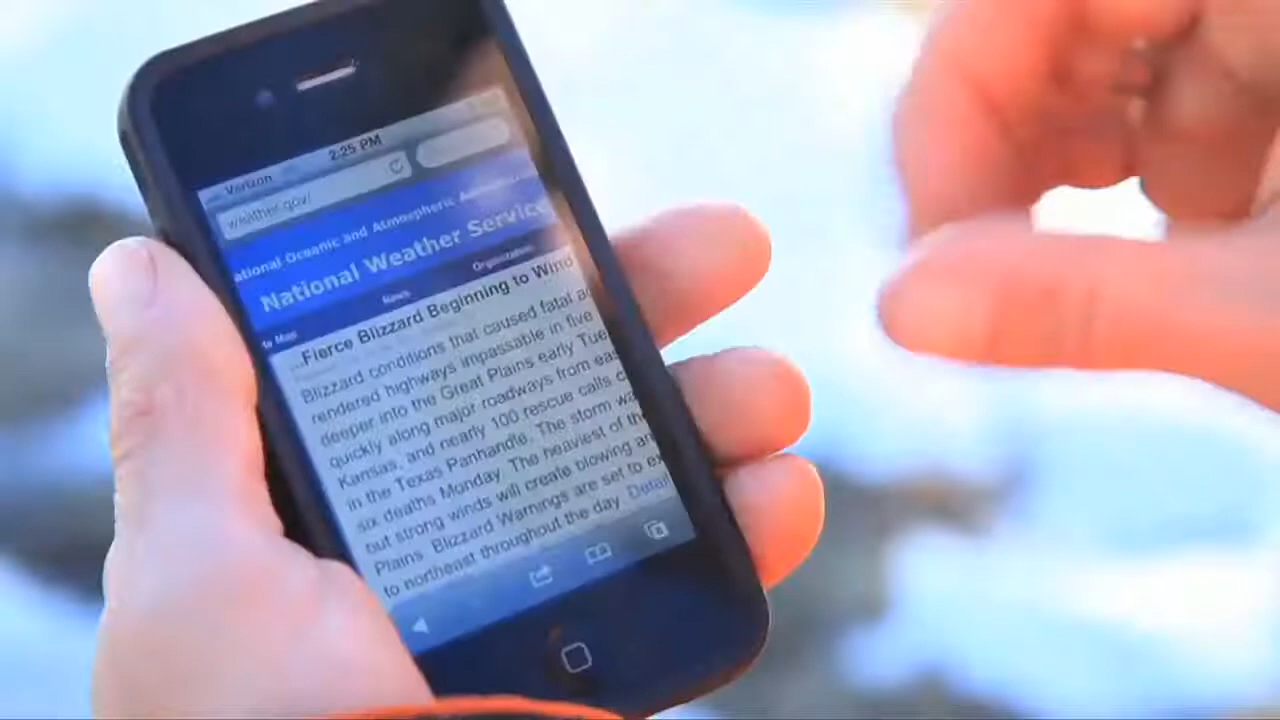 Verizon 2:25 PM
weather.gov/
ational Oceanic and Atmospheric
National Weather Service
News Organization
...Fierce Blizzard Beginning to Wind
Blizzard conditions that caused fatal ac
rendered highways impassable in five
deeper into the Great Plains early Tue
quickly along major roadways from eas
Kansas, and nearly 100 rescue calls c
in the Texas Panhandle. The storm wa
six deaths Monday. The heaviest of the
but strong winds will create blowing an
Plains. Blizzard Warnings are set to ex
to northeast throughout the day. Detail